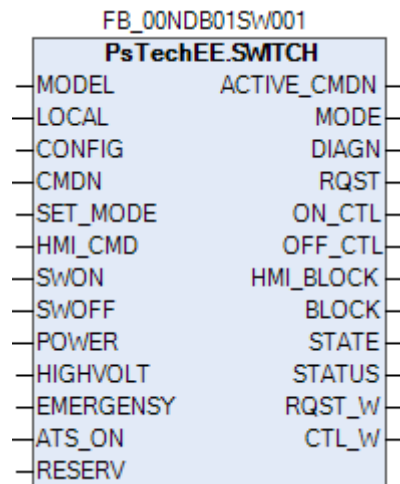 FB_00NDB01SW001
PsTechEE.SWITCH
MODEL ACTIVE_CMDN
LOCAL MODE
CONFIG DIAGN
CMDN RQST
SET_MODE ON_CTL
HMI_CMD OFF_CTL
SWON HMI_BLOCK
SWOFF BLOCK
POWER STATE
HIGHVOLT STATUS
EMERGENSY RQST_W
ATS_ON CTL_W
RESERV